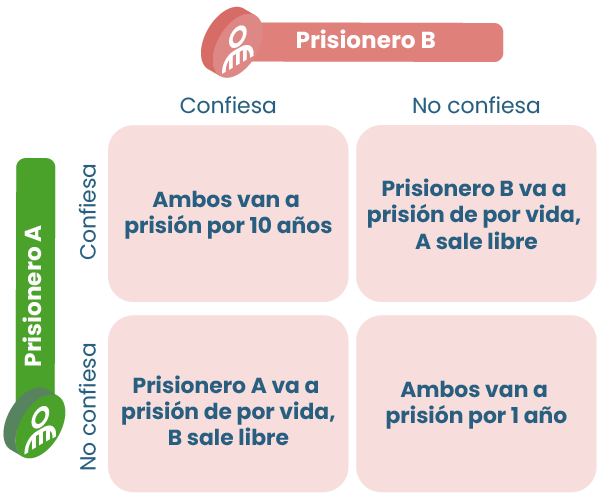 Prisionero B
Confiesa
No confiesa
Prisionero A
Confiesa
Ambos van a
prisión por 10 años
Prisionero B va a
prisión de por vida,
A sale libre
No confiesa
Prisionero A va a
prisión de por vida,
B sale libre
Ambos van a
prisión por 1 año